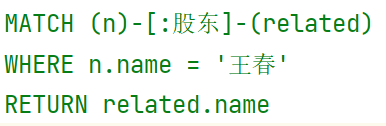 MATCH (n)-[:股东]-(related)
WHERE n.name = '王春'
RETURN related.name